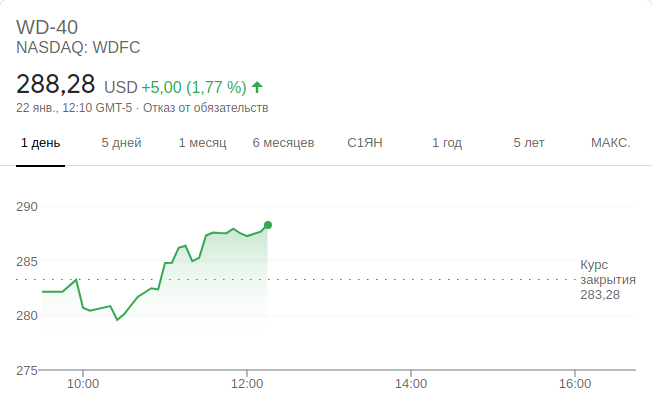 WD-40
NASDAQ: WDFC
288,28 USD +5,00 (1,77 %)
22 янв., 12:10 GMT-5 · Отказ от обязательств
1 день 5 дней 1 месяц 6 месяцев С1ЯН 1 год 5 лет МАКС.
290
285
280
275
Курс
закрытия
283,28
10:00 12:00 14:00 16:00